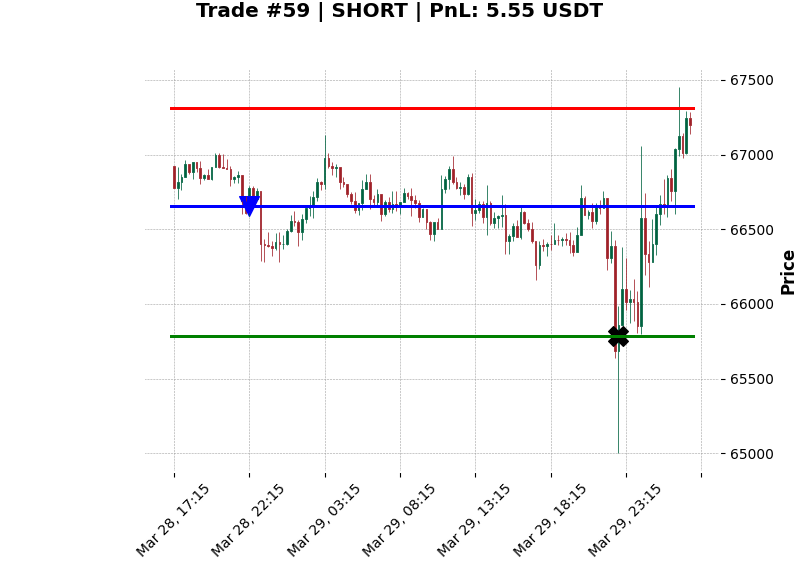 Trade #59 | SHORT | PnL: 5.55 USDT
67500
67000
66500
66000
65500
65000
Price
Mar 28, 17:15
Mar 28, 22:15
Mar 29, 03:15
Mar 29, 08:15
Mar 29, 13:15
Mar 29, 18:15
Mar 29, 23:15